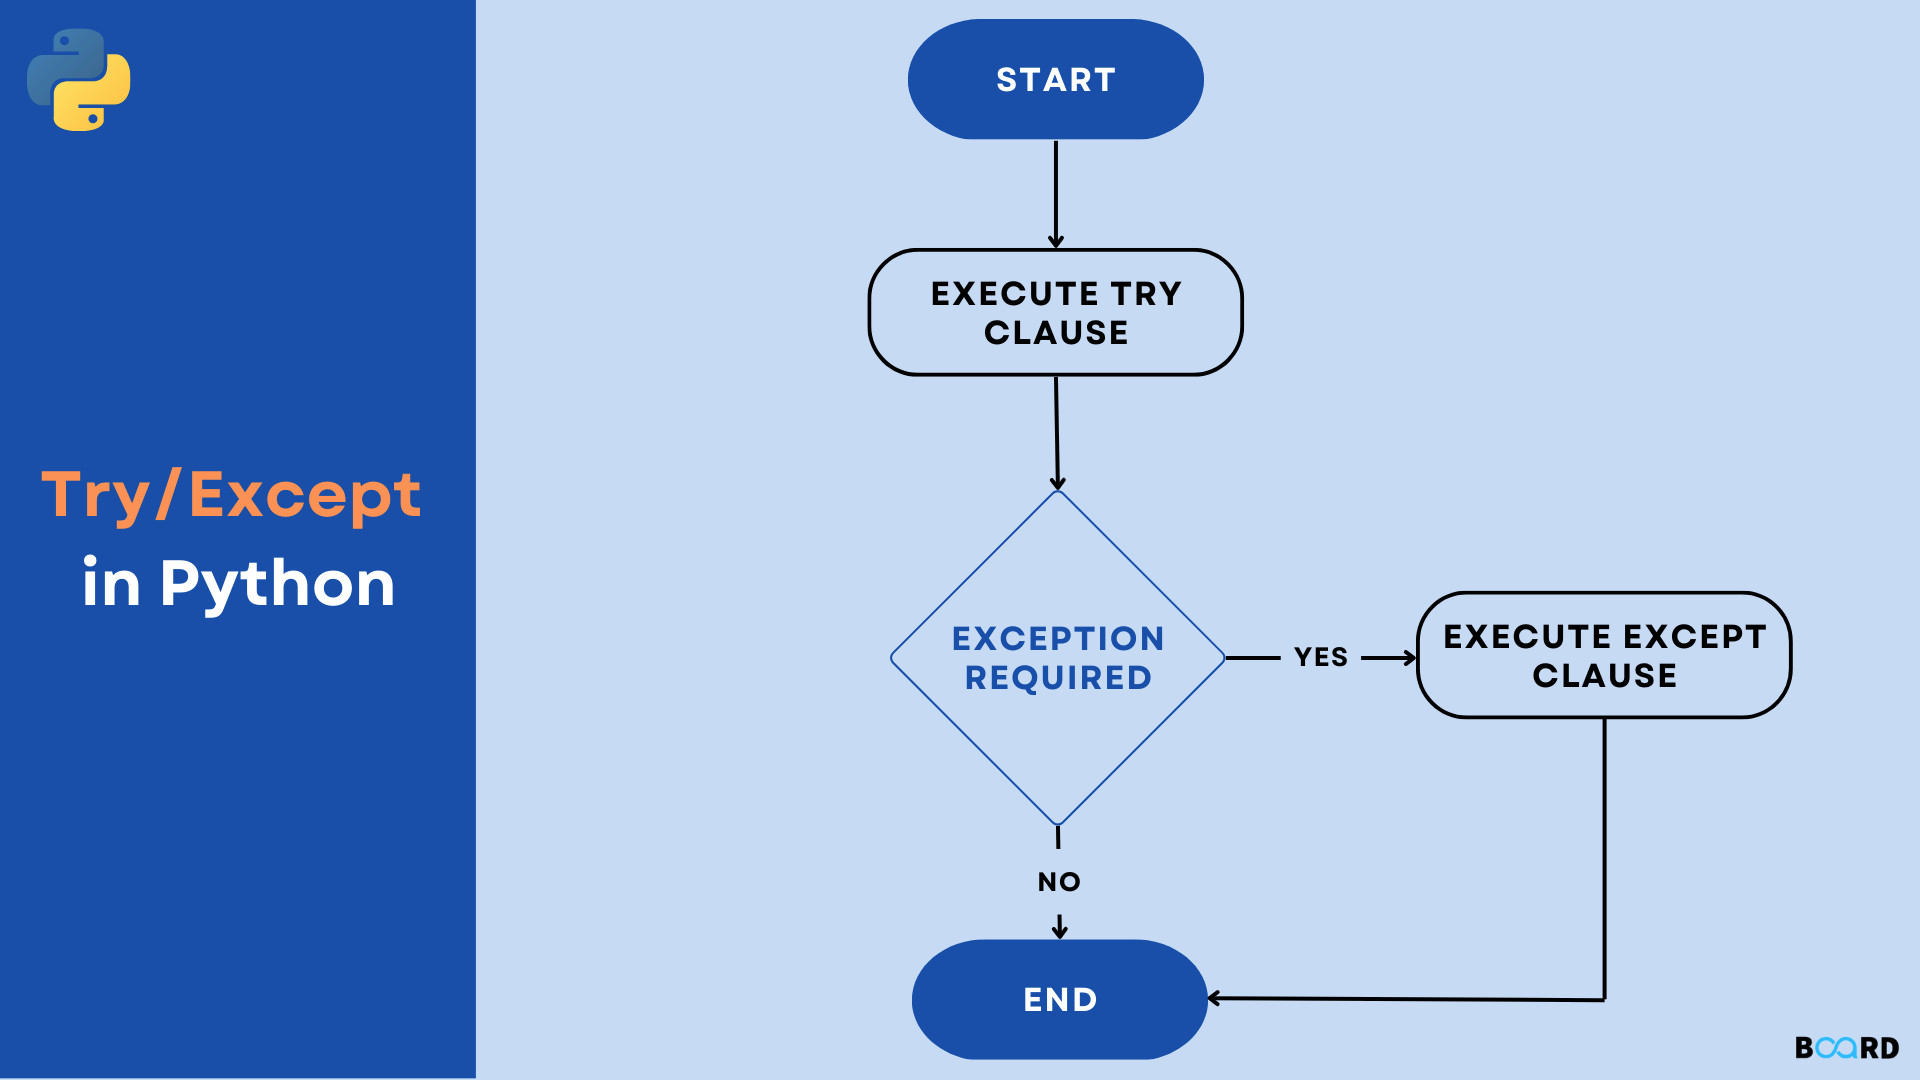 Try/Except
in Python
START
EXECUTE TRY
CLAUSE
EXCEPTION
REQUIRED
YES
EXECUTE EXCEPT
CLAUSE
NO
END
BOARD